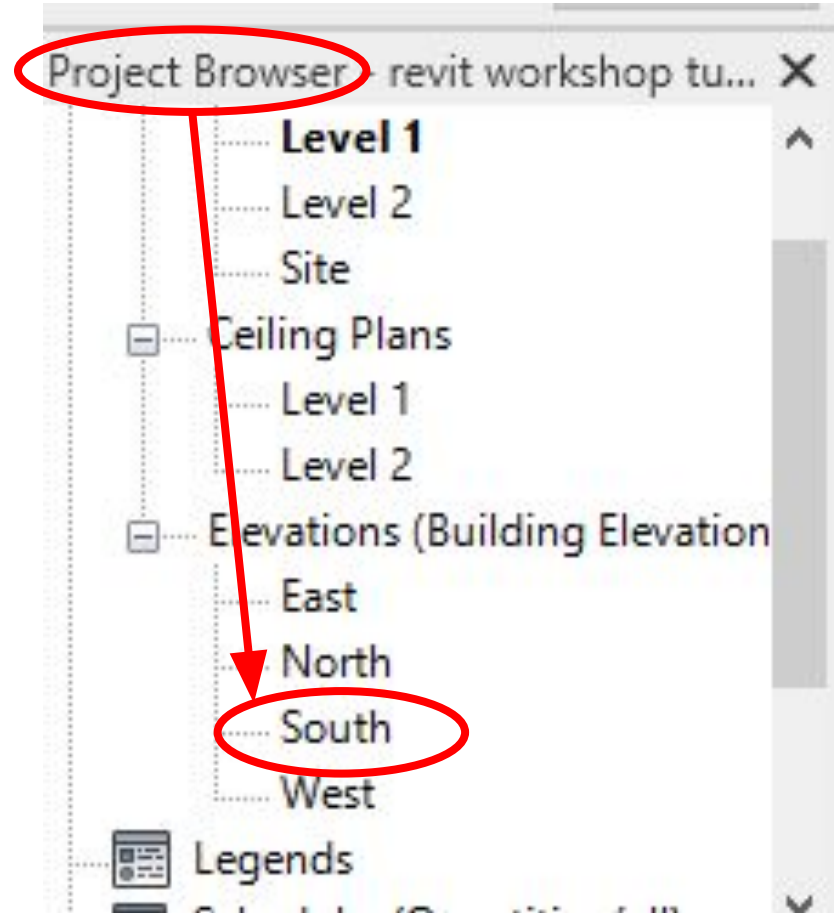 Project Browser - revit workshop tu...
Level 1
Level 2
Site
Ceiling Plans
Level 1
Level 2
Elevations (Building Elevation
East
North
South
West
Legends